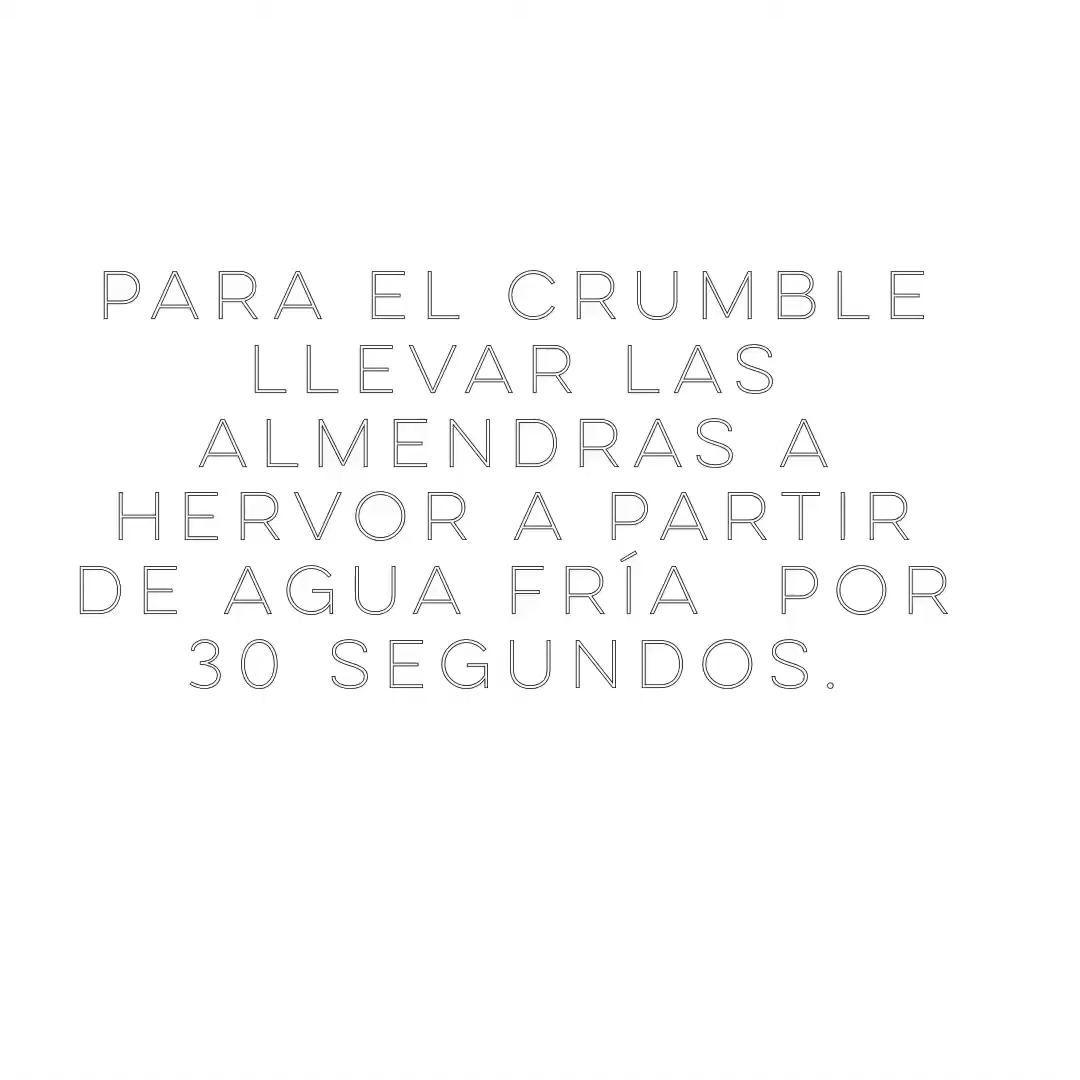 PARA EL CRUMBLE
LLEVAR LAS
ALMENDRAS A
HERVOR A PARTIR
DE AGUA FRÍA  POR
30 SEGUNDOS.